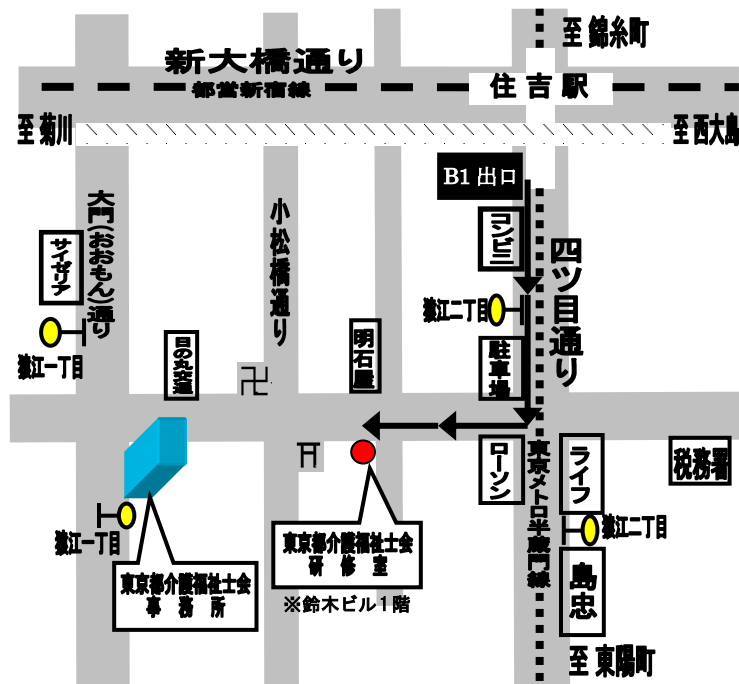 至 錦糸町
新大橋通り
都営新宿線
住吉駅
至 菊川
至 西大島
B1 出口
大門(おおもん)通り
小松橋通り
四ツ目通り
コンビニ
サイゼリア
猿江二丁目
猿江一丁目
日の丸交通
明石屋
駐車場
卍
ローソン
東京メトロ半蔵門線
ライフ
税務署
猿江一丁目
猿江二丁目
東京都介護福祉士会
研 修 室
※鈴木ビル1階
東京都介護福祉士会
事 務 所
島忠
至 東陽町